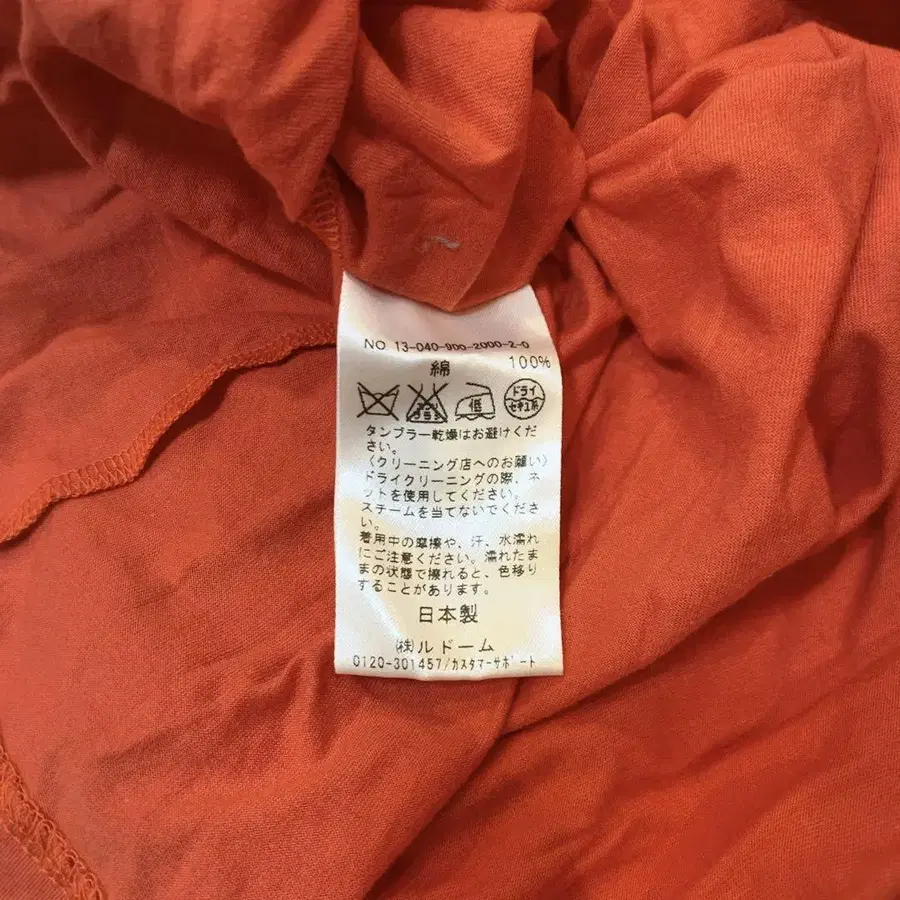 NO 13-040-900-2000-2-0
綿 100%
エンソ
サラシ
低
ドライ
セキユ系
タンブラー乾燥はお避けくだ
さい。
〈クリーニング店へのお願い〉
ドライクリーニングの際、ネ
ットを使用してください。
スチームを当てないでくださ
い。
着用中の摩擦や、汗、水濡れ
にご注意ください。濡れたま
まの状態で擦れると、色移り
することがあります。
日本製
㈱ルドーム
0120-301457/カスタマーサポート